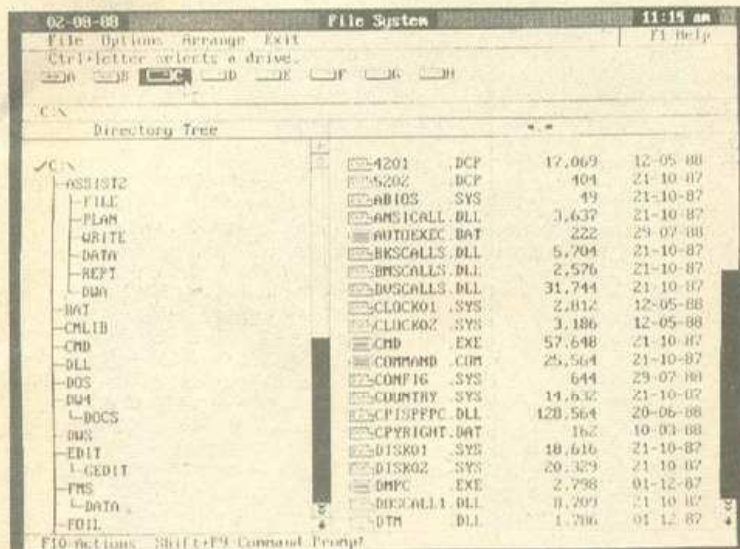 02-08-88 File System 11:15 am
File Options Arrange Exit F1 Help
Ctrl+letter selects a drive.
A B C D E F G H
C:\
Directory Tree *.*
C:\
ASSIST2
FILE
PLAN
WRITE
DATA
REPT
DWA
BAT
CMLIB
CMD
DLL
DOS
DW4
DOCS
EDIT
GEDIT
FMS
DATA
FOIL
4201 .DCP 17,069 12-05-88
5202 .DCP 404 21-10-87
ABIOS .SYS 49 21-10-87
ANSICALL.DLL 3,637 21-10-87
AUTOEXEC.BAT 222 29-07-88
BKSCALLS.DLL 5,704 21-10-87
BMSCALLS.DLL 2,576 21-10-87
DVSCALLS.DLL 31,744 21-10-87
CLOCK01 .SYS 2,812 12-05-88
CLOCK02 .SYS 3,186 12-05-88
CMD .EXE 57,648 21-10-87
COMMAND .COM 25,564 21-10-87
CONFIG .SYS 644 29-07-88
COUNTRY .SYS 14,632 21-10-87
CPISPFPC.DLL 128,564 20-06-88
CPYRIGHT.DAT 162 10-03-88
DISK01 .SYS 18,616 21-10-87
DISK02 .SYS 20,329 21-10-87
DMPC .EXE 2,798 01-12-87
DOSCALL1.DLL 8,709 21-10-87
DTM .DLL 1,786 01-12-87
F10=Actions Shift+F9=Command Prompt